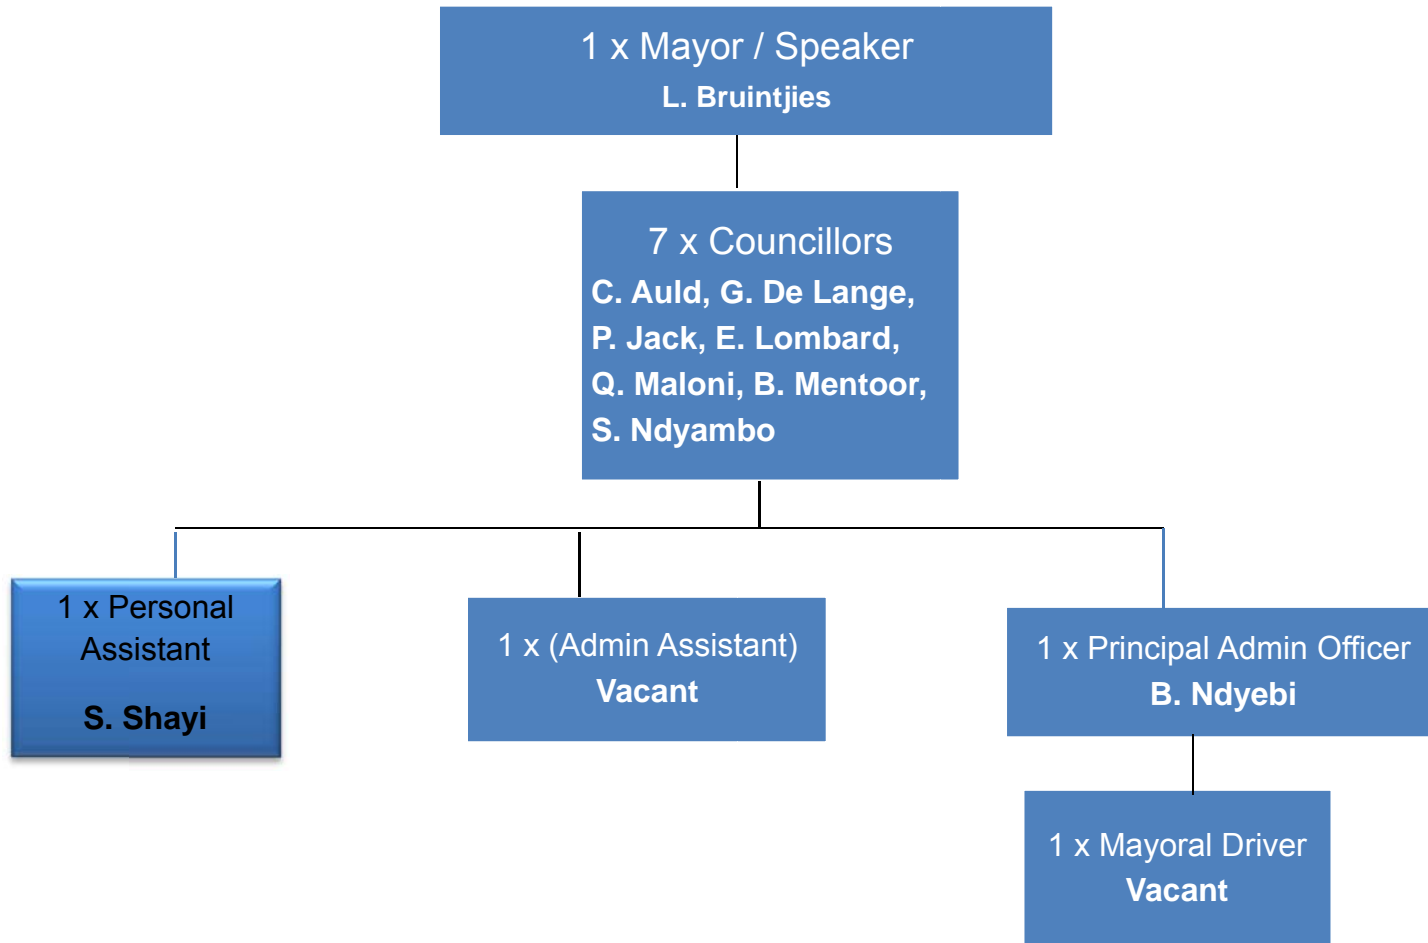 1 x Mayor / Speaker
L. Bruintjies
7 x Councillors
C. Auld, G. De Lange,
P. Jack, E. Lombard,
Q. Maloni, B. Mentoor,
S. Ndyambo
1 x Personal
Assistant
S. Shayi
1 x (Admin Assistant)
Vacant
1 x Principal Admin Officer
B. Ndyebi
1 x Mayoral Driver
Vacant